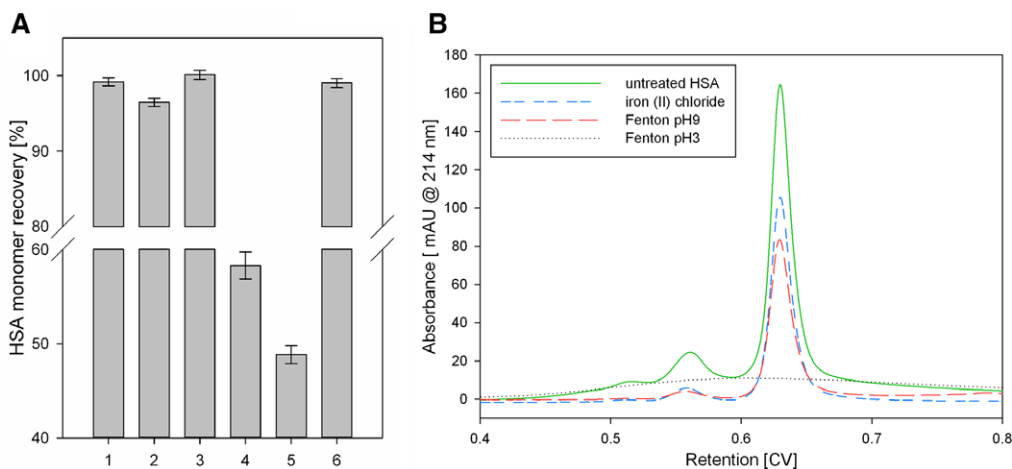 A
HSA monomer recovery [%]
100
90
80
60
50
40
1 2 3 4 5 6
B
Absorbance [ mAU @ 214 nm]
180
160
140
120
100
80
60
40
20
0
untreated HSA
iron (II) chloride
Fenton pH9
Fenton pH3
0.4 0.5 0.6 0.7 0.8
Retention [CV]